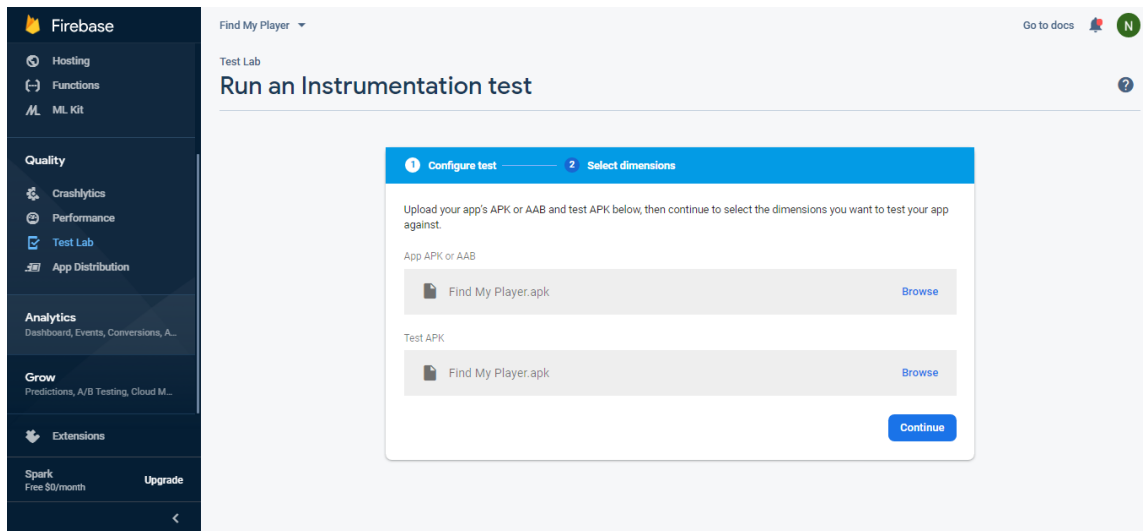 Firebase
Hosting
Functions
ML Kit
Quality
Crashlytics
Performance
Test Lab
App Distribution
Analytics
Dashboard, Events, Conversions, A...
Grow
Predictions, A/B Testing, Cloud M...
Extensions
Spark
Free $0/month
Upgrade
Find My Player
Go to docs
N
Test Lab
Run an Instrumentation test
?
1 Configure test
2 Select dimensions
Upload your app's APK or AAB and test APK below, then continue to select the dimensions you want to test your app
against.
App APK or AAB
Find My Player.apk
Browse
Test APK
Find My Player.apk
Browse
Continue